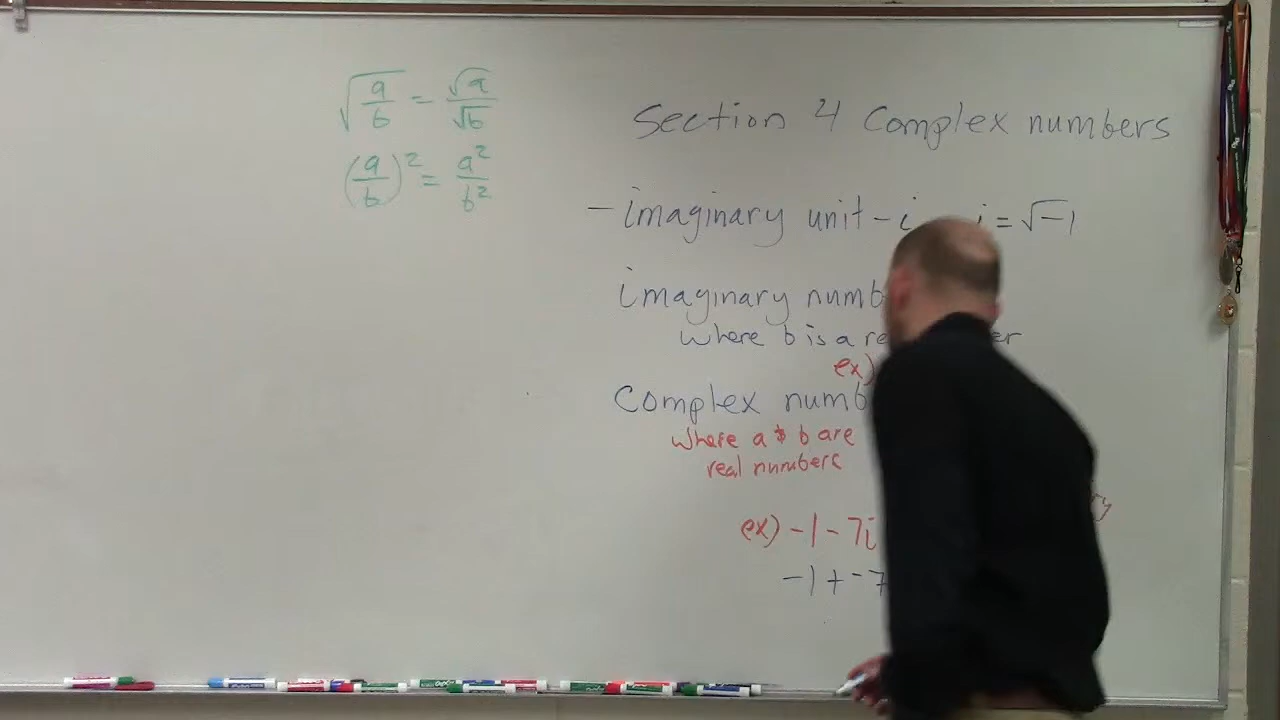 √a/b = √a/√b
(a/b)² = a²/b²
Section 4 Complex numbers
- imaginary unit - i i = √-1
imaginary numb
where b is a re er
ex)
Complex numb
where a & b are
real numbers
ex) -1 - 7i
-1 + -7